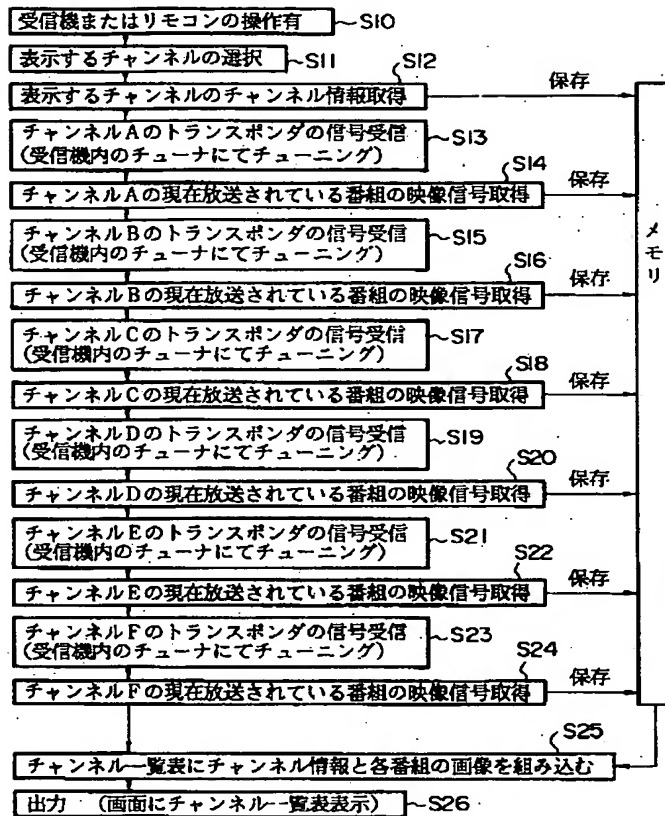 受信機またはリモコンの操作有 S10
表示するチャンネルの選択 S11
表示するチャンネルのチャンネル情報取得 S12 保存
チャンネルAのトランスポンダの信号受信
(受信機内のチューナにてチューニング) S13
チャンネルAの現在放送されている番組の映像信号取得 S14 保存
チャンネルBのトランスポンダの信号受信
(受信機内のチューナにてチューニング) S15
チャンネルBの現在放送されている番組の映像信号取得 S16 保存
チャンネルCのトランスポンダの信号受信
(受信機内のチューナにてチューニング) S17
チャンネルCの現在放送されている番組の映像信号取得 S18 保存
チャンネルDのトランスポンダの信号受信
(受信機内のチューナにてチューニング) S19
チャンネルDの現在放送されている番組の映像信号取得 S20 保存
チャンネルEのトランスポンダの信号受信
(受信機内のチューナにてチューニング) S21
チャンネルEの現在放送されている番組の映像信号取得 S22 保存
チャンネルFのトランスポンダの信号受信
(受信機内のチューナにてチューニング) S23
チャンネルFの現在放送されている番組の映像信号取得 S24 保存
メモリ
チャンネル一覧表にチャンネル情報と各番組の画像を組み込む S25
出力 (画面にチャンネル一覧表表示) S26